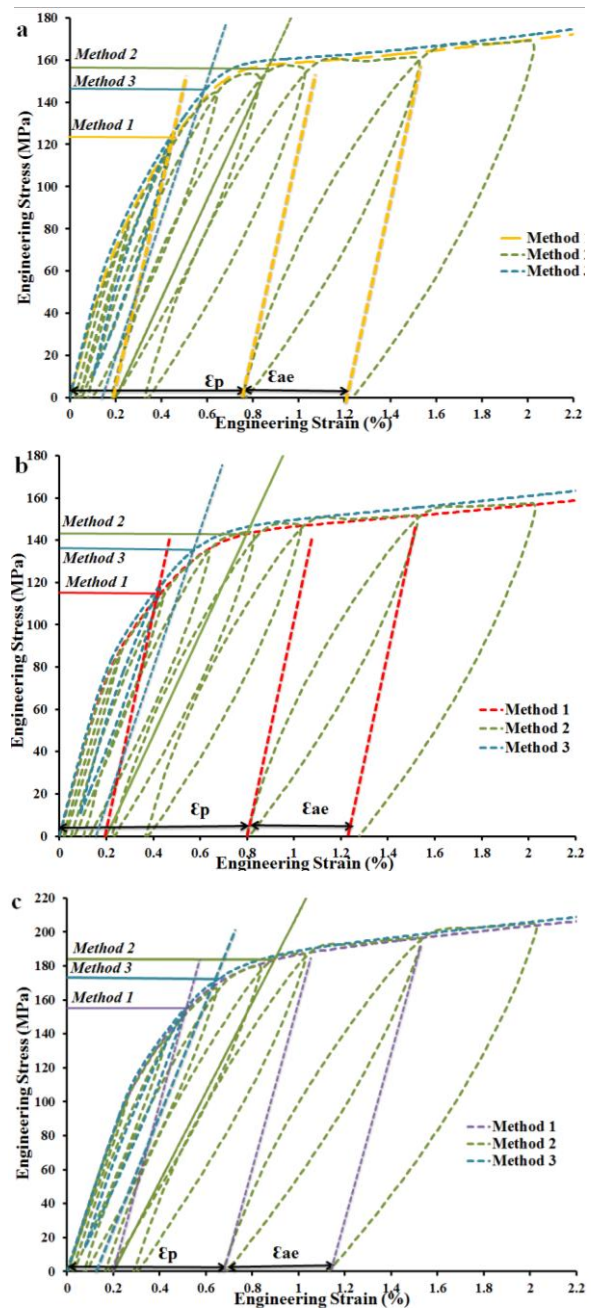 a
180
160
140
120
100
80
60
40
20
0
Engineering Stress (MPa)
Method 2
Method 3
Method 1
Method
Method
Method
εp
εae
0 0.2 0.4 0.6 0.8 1 1.2 1.4 1.6 1.8 2 2.2
Engineering Strain (%)
b
180
160
140
120
100
80
60
40
20
0
Engineering Stress (MPa)
Method 2
Method 3
Method 1
Method 1
Method 2
Method 3
εp
εae
0 0.2 0.4 0.6 0.8 1 1.2 1.4 1.6 1.8 2 2.2
Engineering Strain (%)
c
220
200
180
160
140
120
100
80
60
40
20
0
Engineering Stress (MPa)
Method 2
Method 3
Method 1
Method 1
Method 2
Method 3
εp
εae
0 0.2 0.4 0.6 0.8 1 1.2 1.4 1.6 1.8 2 2.2
Engineering Strain (%)